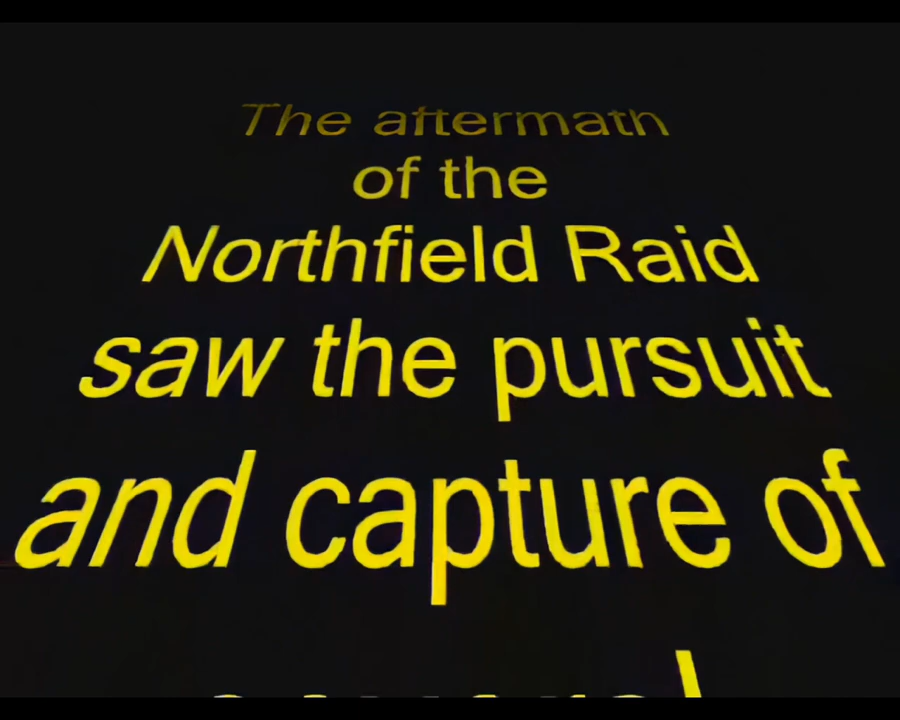 The aftermath
of the
Northfield Raid
saw the pursuit
and capture of